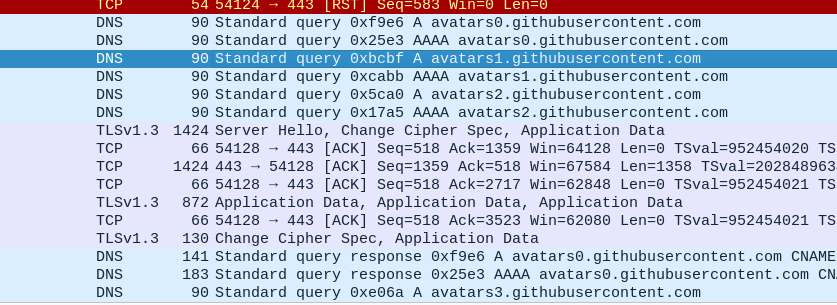 TCP 54 54124 → 443 [RST] Seq=583 Win=0 Len=0
DNS 90 Standard query 0xf9e6 A avatars0.githubusercontent.com
DNS 90 Standard query 0x25e3 AAAA avatars0.githubusercontent.com
DNS 90 Standard query 0xbcbf A avatars1.githubusercontent.com
DNS 90 Standard query 0xcabb AAAA avatars1.githubusercontent.com
DNS 90 Standard query 0x5ca0 A avatars2.githubusercontent.com
DNS 90 Standard query 0x17a5 AAAA avatars2.githubusercontent.com
TLSv1.3 1424 Server Hello, Change Cipher Spec, Application Data
TCP 66 54128 → 443 [ACK] Seq=518 Ack=1359 Win=64128 Len=0 TSval=952454020 TS
TCP 1424 443 → 54128 [ACK] Seq=1359 Ack=518 Win=67584 Len=1358 TSval=202848963
TCP 66 54128 → 443 [ACK] Seq=518 Ack=2717 Win=62848 Len=0 TSval=952454021 TS
TLSv1.3 872 Application Data, Application Data, Application Data
TCP 66 54128 → 443 [ACK] Seq=518 Ack=3523 Win=62080 Len=0 TSval=952454021 TS
TLSv1.3 130 Change Cipher Spec, Application Data
DNS 141 Standard query response 0xf9e6 A avatars0.githubusercontent.com CNAME
DNS 183 Standard query response 0x25e3 AAAA avatars0.githubusercontent.com CN
DNS 90 Standard query 0xe06a A avatars3.githubusercontent.com